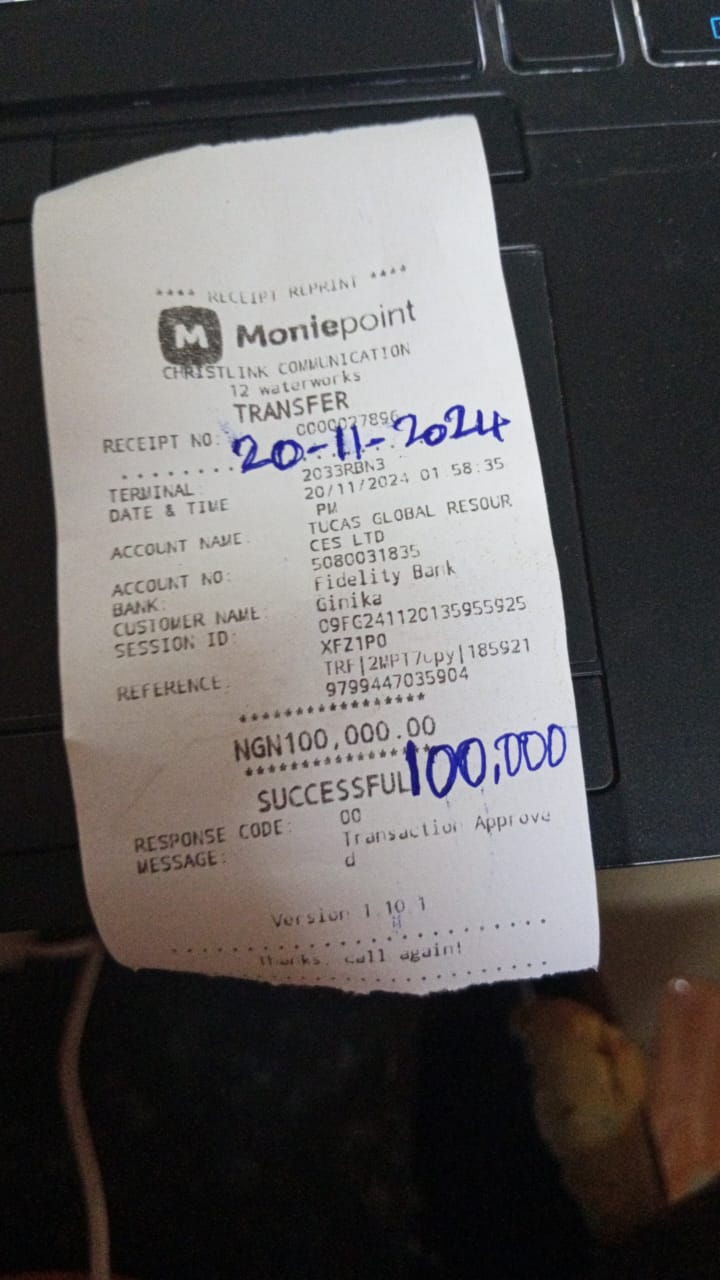 **** RECEIPT REPRINT ****
M Moniepoint
CHRISTLINK COMMUNICATION
12 waterworks
TRANSFER
RECEIPT NO: 0000027896
20-11-2024
TERMINAL: 2033RBN3
DATE & TIME 20/11/2024 01:58:35
PM
ACCOUNT NAME: TUCAS GLOBAL RESOUR
CES LTD
ACCOUNT NO: 5080031835
BANK: Fidelity Bank
CUSTOMER NAME: Ginika
SESSION ID: 09FG241120135955925
XFZ1P0
REFERENCE: 185921
9799447035904
****************
NGN100,000.00
****************
SUCCESSFUL 100,000
RESPONSE CODE: 00
MESSAGE: Transaction Approve
d
Version 1.10.1
Thanks, call again!